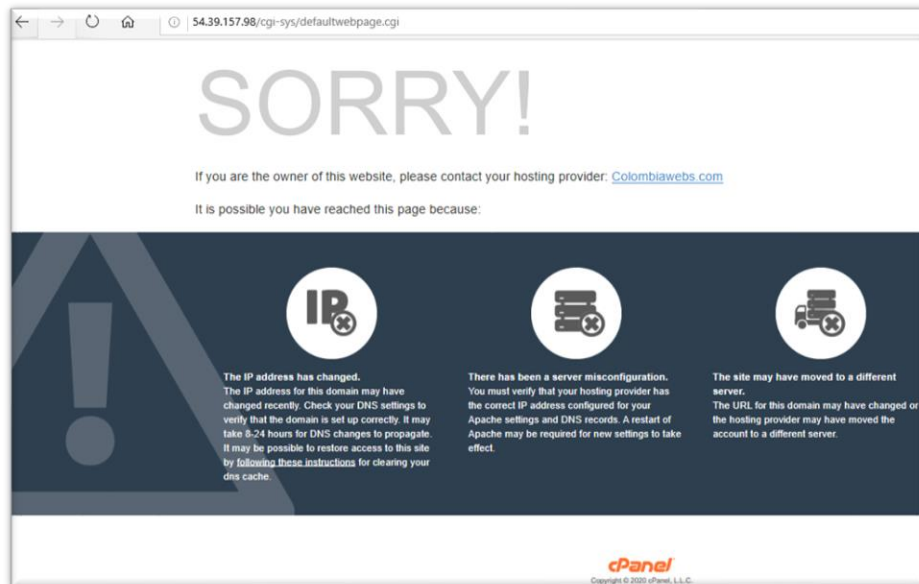 54.39.157.98/cgi-sys/defaultwebpage.cgi
SORRY!
If you are the owner of this website, please contact your hosting provider: Colombiawebs.com
It is possible you have reached this page because:
IP
The IP address has changed.
The IP address for this domain may have
changed recently. Check your DNS settings to
verify that the domain is set up correctly. It may
take 8-24 hours for DNS changes to propagate.
It may be possible to restore access to this site
by following these instructions for clearing your
dns cache.
There has been a server misconfiguration.
You must verify that your hosting provider has
the correct IP address configured for your
Apache settings and DNS records. A restart of
Apache may be required for new settings to take
effect.
The site may have moved to a different
server.
The URL for this domain may have changed or
the hosting provider may have moved the
account to a different server.
cPanel
Copyright © 2020 cPanel, L.L.C.